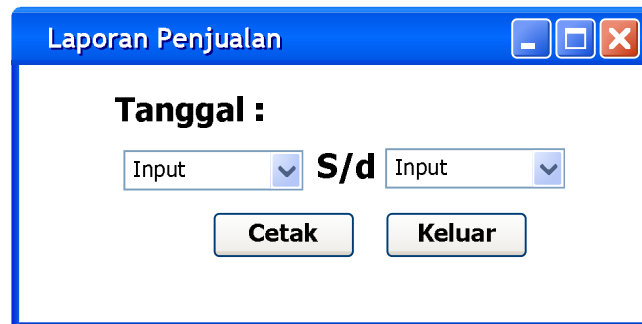 Laporan Penjualan
Tanggal :
Input S/d Input
Cetak Keluar